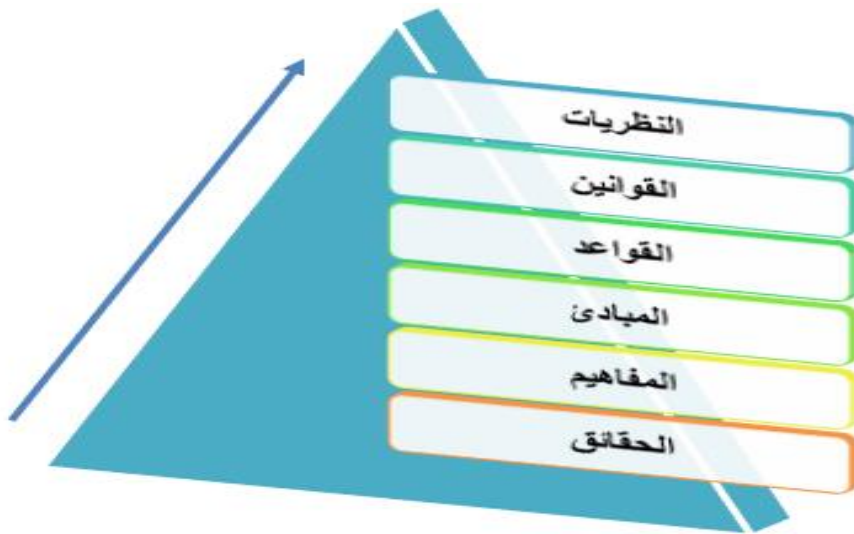 النظريات
القوانين
القواعد
المبادئ
المفاهيم
الحقائق